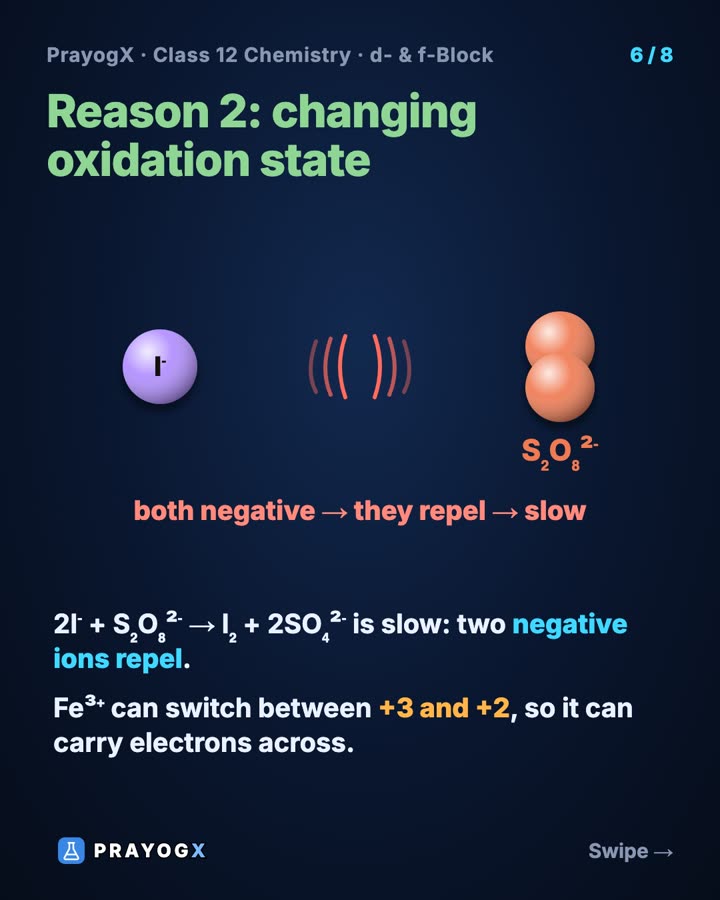 PrayogX · Class 12 Chemistry · d- & f-Block
6 / 8
Reason 2: changing
oxidation state
I⁻
S₂O₈²⁻
both negative → they repel → slow
2I⁻ + S₂O₈²⁻ → I₂ + 2SO₄²⁻ is slow: two negative
ions repel.
Fe³⁺ can switch between +3 and +2, so it can
carry electrons across.
PRAYOGX
Swipe →